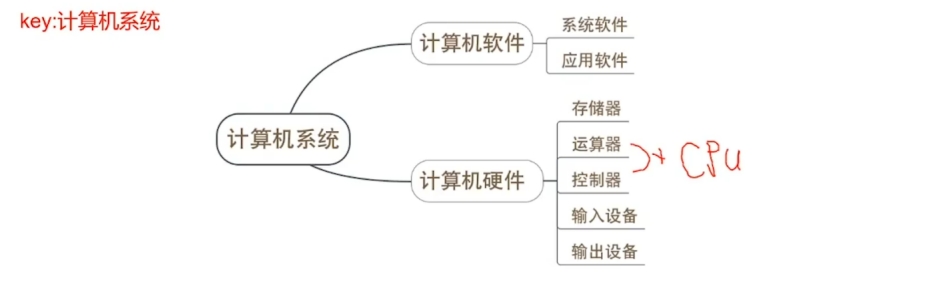 key:计算机系统
计算机系统
计算机软件
系统软件
应用软件
计算机硬件
存储器
运算器
控制器
CPU
输入设备
输出设备